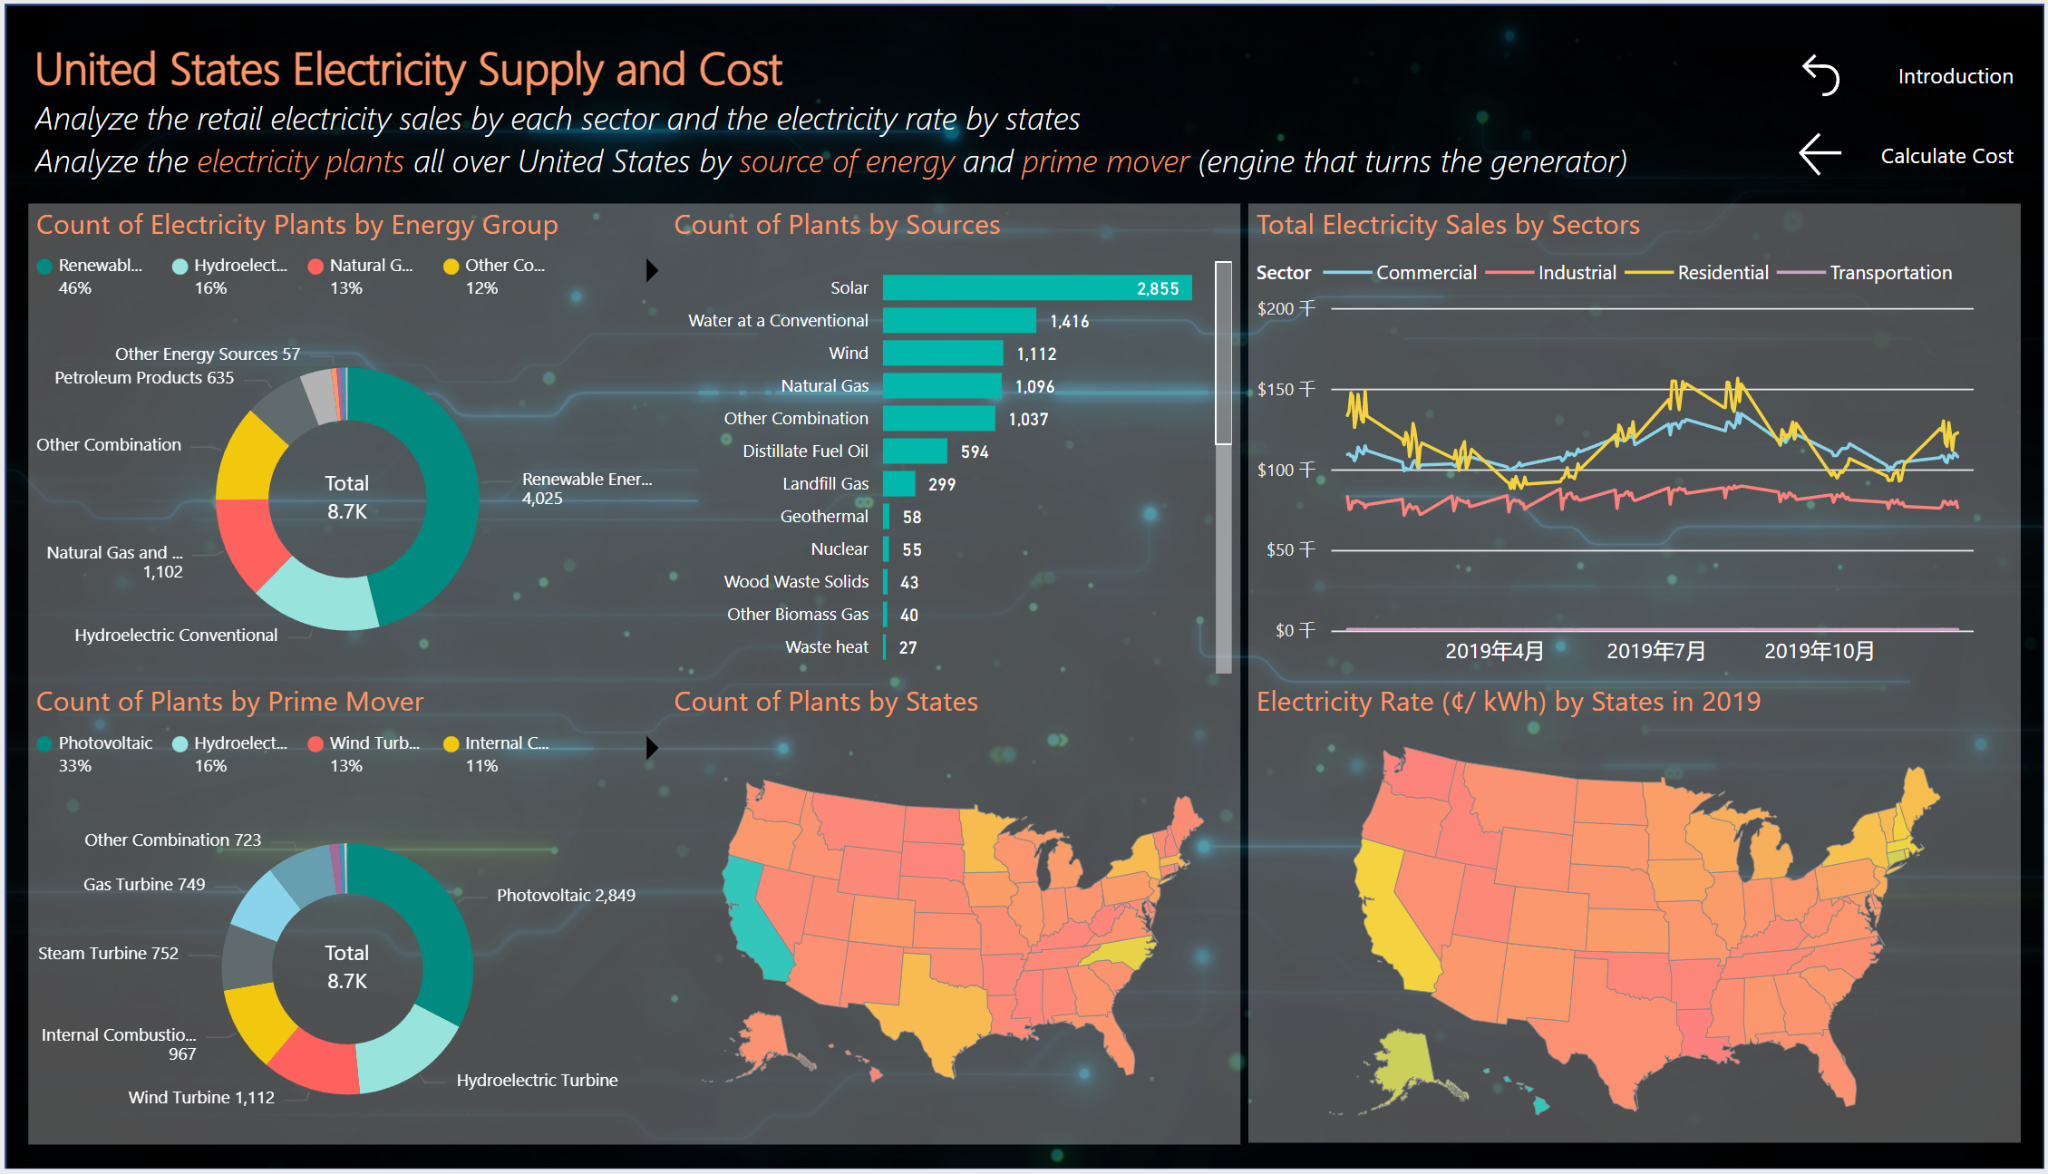 United States Electricity Supply and Cost
Analyze the retail electricity sales by each sector and the electricity rate by states
Analyze the electricity plants all over United States by source of energy and prime mover (engine that turns the generator)
Introduction
Calculate Cost
Count of Electricity Plants by Energy Group
Renewabl... Hydroelect... Natural G... Other Co...
46% 16% 13% 12%
Other Energy Sources 57
Petroleum Products 635
Other Combination
Natural Gas and ...
1,102
Hydroelectric Conventional
Renewable Ener...
4,025
Total
8.7K
Count of Plants by Sources
Solar 2,855
Water at a Conventional 1,416
Wind 1,112
Natural Gas 1,096
Other Combination 1,037
Distillate Fuel Oil 594
Landfill Gas 299
Geothermal 58
Nuclear 55
Wood Waste Solids 43
Other Biomass Gas 40
Waste heat 27
Total Electricity Sales by Sectors
Sector Commercial Industrial Residential Transportation
$200 千
$150 千
$100 千
$50 千
$0 千
2019年4月 2019年7月 2019年10月
Count of Plants by Prime Mover
Photovoltaic Hydroelect... Wind Turb... Internal C...
33% 16% 13% 11%
Other Combination 723
Gas Turbine 749
Steam Turbine 752
Internal Combustio...
967
Wind Turbine 1,112
Hydroelectric Turbine
Photovoltaic 2,849
Total
8.7K
Count of Plants by States
Electricity Rate (¢/ kWh) by States in 2019